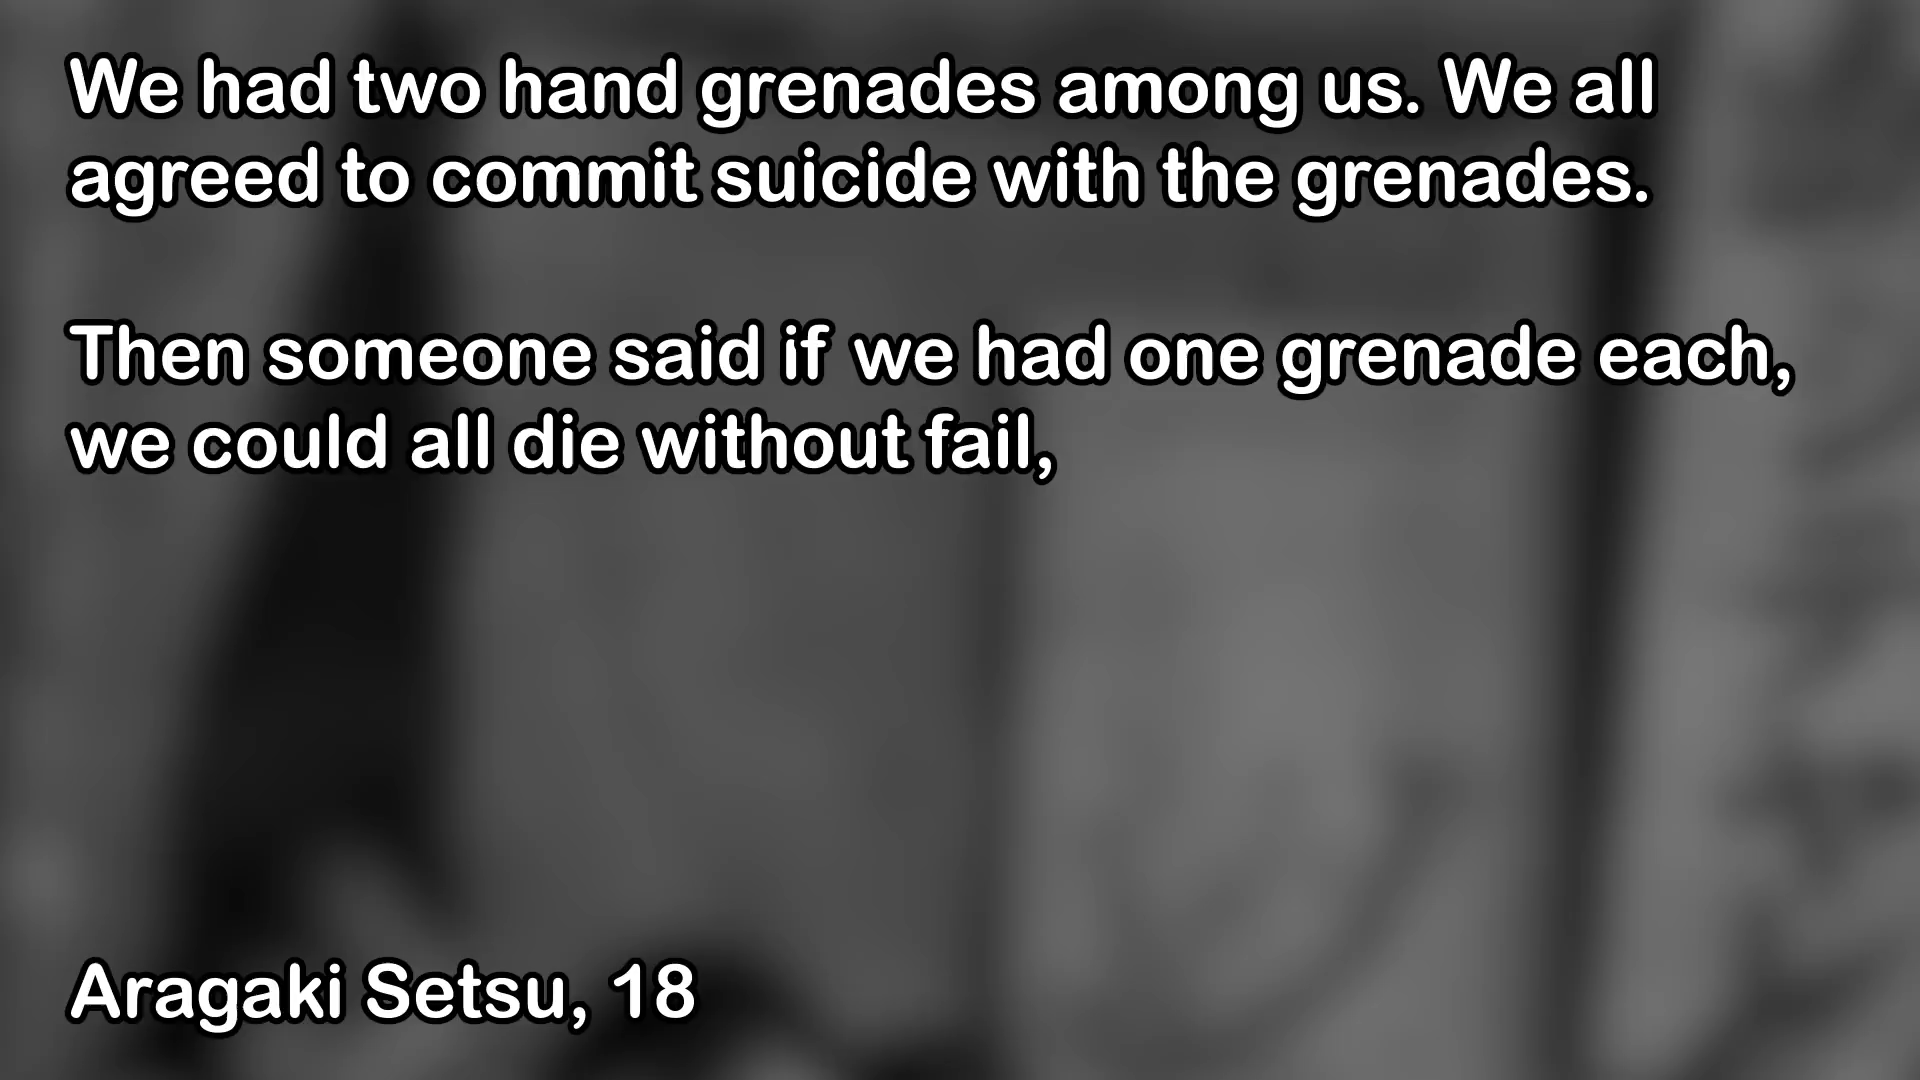 We had two hand grenades among us. We all
agreed to commit suicide with the grenades.
Then someone said if we had one grenade each,
we could all die without fail,
Aragaki Setsu, 18